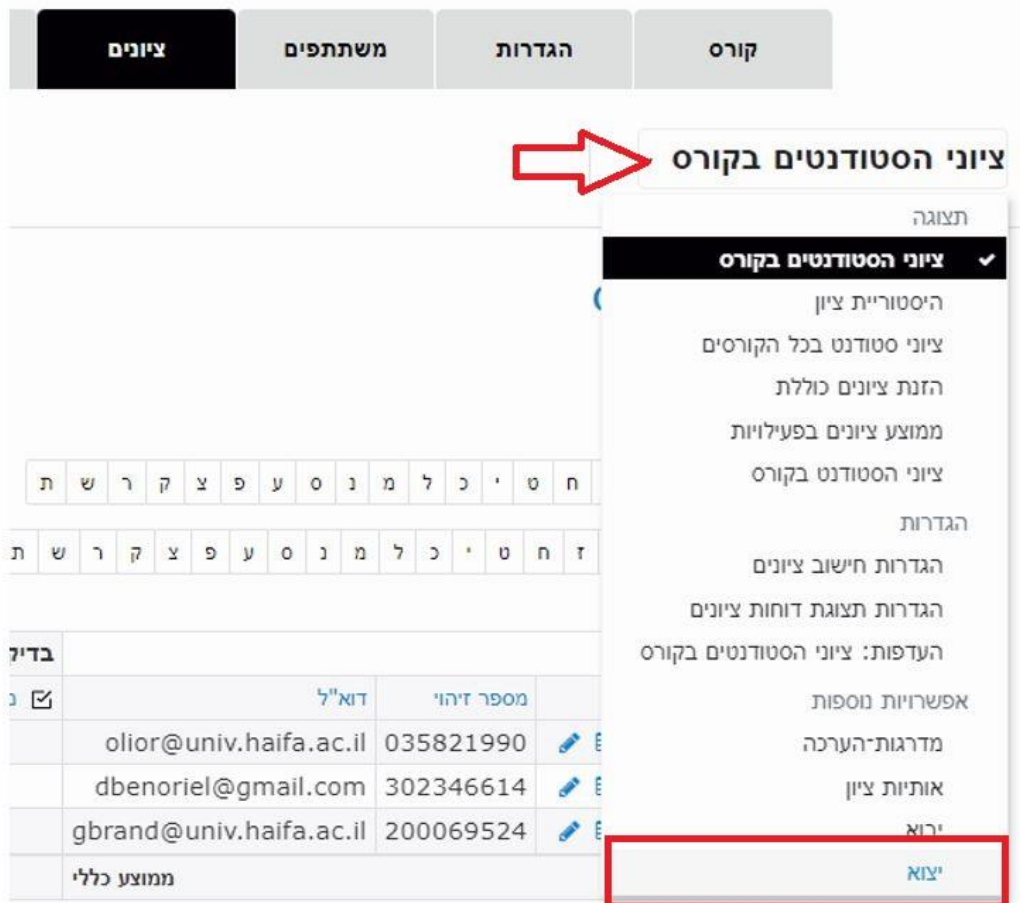 קורס הגדרות משתתפים ציונים
ציוני הסטודנטים בקורס
תצוגה
ציוני הסטודנטים בקורס
היסטוריית ציון
ציוני סטודנט בכל הקורסים
הזנת ציונים כוללת
ממוצע ציונים בפעילויות
ציוני הסטודנט בקורס
הגדרות
הגדרות חישוב ציונים
הגדרות תצוגת דוחות ציונים
העדפות: ציוני הסטודנטים בקורס
אפשרויות נוספות
מדרגות־הערכה
אותיות ציון
יבוא
יצוא
ח ט י כ ל מ נ ס ע פ צ ק ר ש ת
ז ח ט י כ ל מ נ ס ע פ צ ק ר ש ת
מספר זיהוי דוא"ל
035821990 olior@univ.haifa.ac.il
302346614 dbenoriel@gmail.com
200069524 gbrand@univ.haifa.ac.il
ממוצע כללי